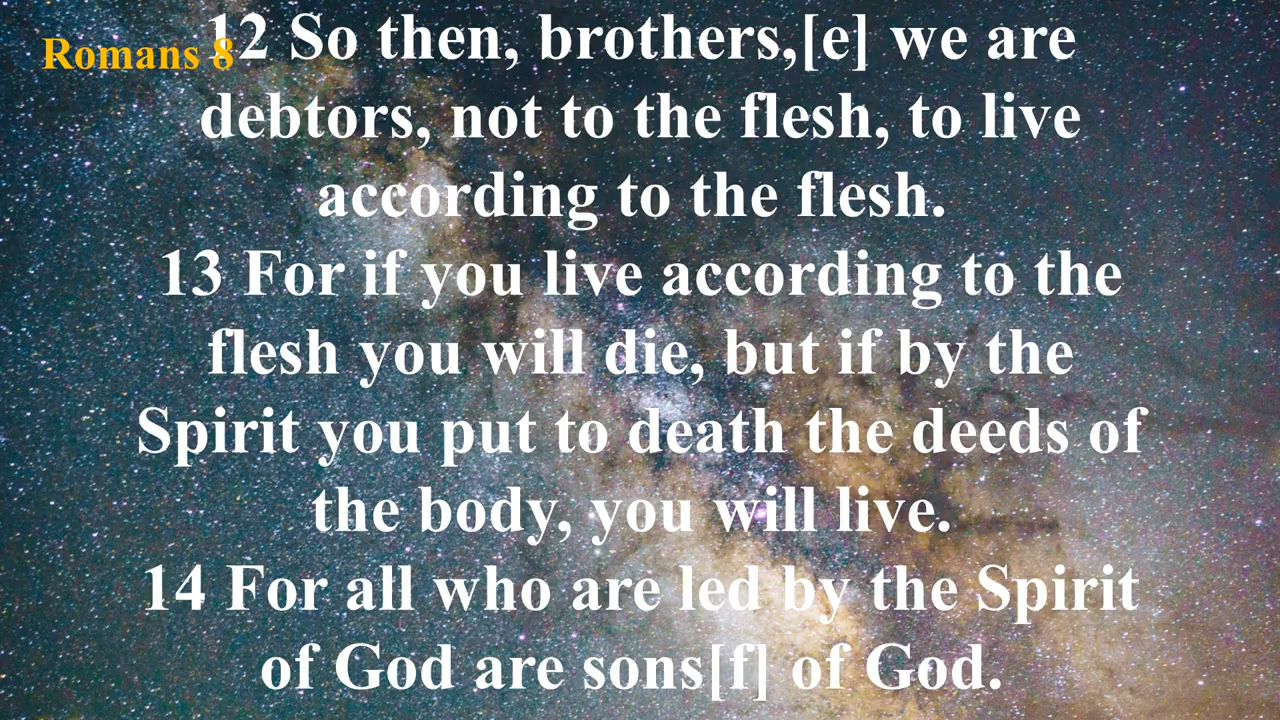 Romans 8
12 So then, brothers,[e] we are
debtors, not to the flesh, to live
according to the flesh.
13 For if you live according to the
flesh you will die, but if by the
Spirit you put to death the deeds of
the body, you will live.
14 For all who are led by the Spirit
of God are sons[f] of God.